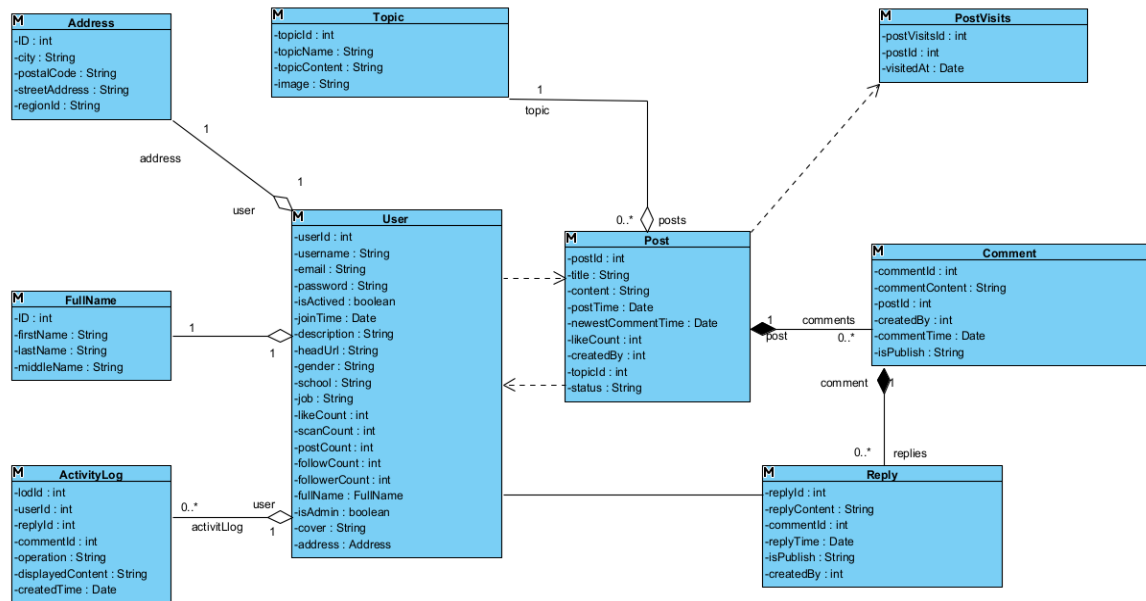 M
Address
-ID : int
-city : String
-postalCode : String
-streetAddress : String
-regionId : String
M
Topic
-topicId : int
-topicName : String
-topicContent : String
-image : String
M
PostVisits
-postVisitsId : int
-postId : int
-visitedAt : Date
1
address
1
user
1
topic
0..*
posts
M
FullName
-ID : int
-firstName : String
-lastName : String
-middleName : String
1
1
M
User
-userId : int
-username : String
-email : String
-password : String
-isActived : boolean
-joinTime : Date
-description : String
-headUrl : String
-gender : String
-school : String
-job : String
-likeCount : int
-scanCount : int
-postCount : int
-followCount : int
-followerCount : int
-fullName : FullName
-isAdmin : boolean
-cover : String
-address : Address
M
Post
-postId : int
-title : String
-content : String
-postTime : Date
-newestCommentTime : Date
-likeCount : int
-createdBy : int
-topicId : int
-status : String
1
post
comments
0..*
M
Comment
-commentId : int
-commentContent : String
-postId : int
-createdBy : int
-commentTime : Date
-isPublish : String
comment
1
0..*
replies
M
ActivityLog
-lodId : int
-userId : int
-replyId : int
-commentId : int
-operation : String
-displayedContent : String
-createdTime : Date
0..*
activitLlog
user
1
M
Reply
-replyId : int
-replyContent : String
-commentId : int
-replyTime : Date
-isPublish : String
-createdBy : int